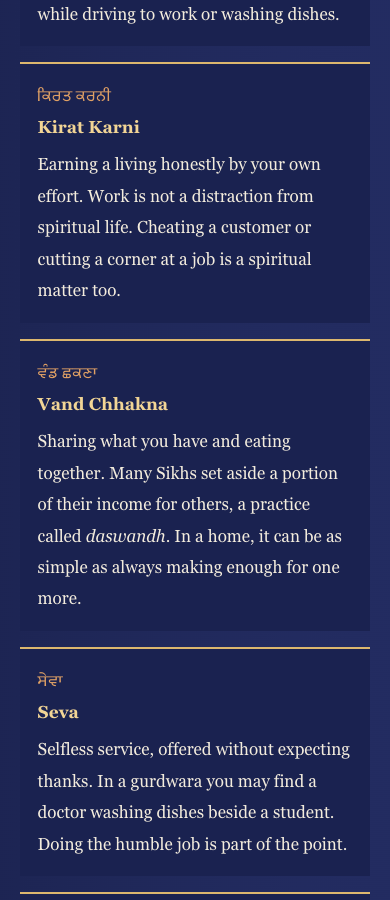 while driving to work or washing dishes.
ਕਿਰਤ ਕਰਨੀ
Kirat Karni
Earning a living honestly by your own
effort. Work is not a distraction from
spiritual life. Cheating a customer or
cutting a corner at a job is a spiritual
matter too.
ਵੰਡ ਛਕਣਾ
Vand Chhakna
Sharing what you have and eating
together. Many Sikhs set aside a portion
of their income for others, a practice
called daswandh. In a home, it can be as
simple as always making enough for one
more.
ਸੇਵਾ
Seva
Selfless service, offered without expecting
thanks. In a gurdwara you may find a
doctor washing dishes beside a student.
Doing the humble job is part of the point.